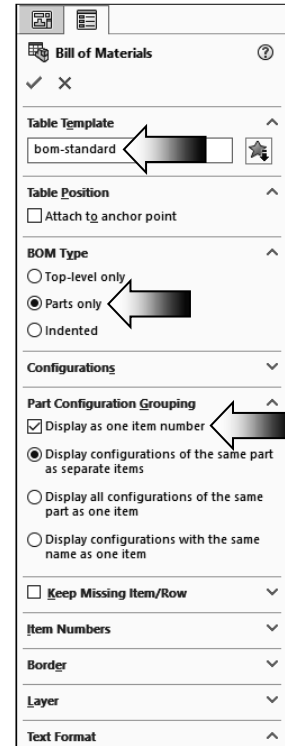 Bill of Materials
Table Template
bom-standard
Table Position
Attach to anchor point
BOM Type
Top-level only
Parts only
Indented
Configurations
Part Configuration Grouping
Display as one item number
Display configurations of the same part
as separate items
Display all configurations of the same
part as one item
Display configurations with the same
name as one item
Keep Missing Item/Row
Item Numbers
Border
Layer
Text Format